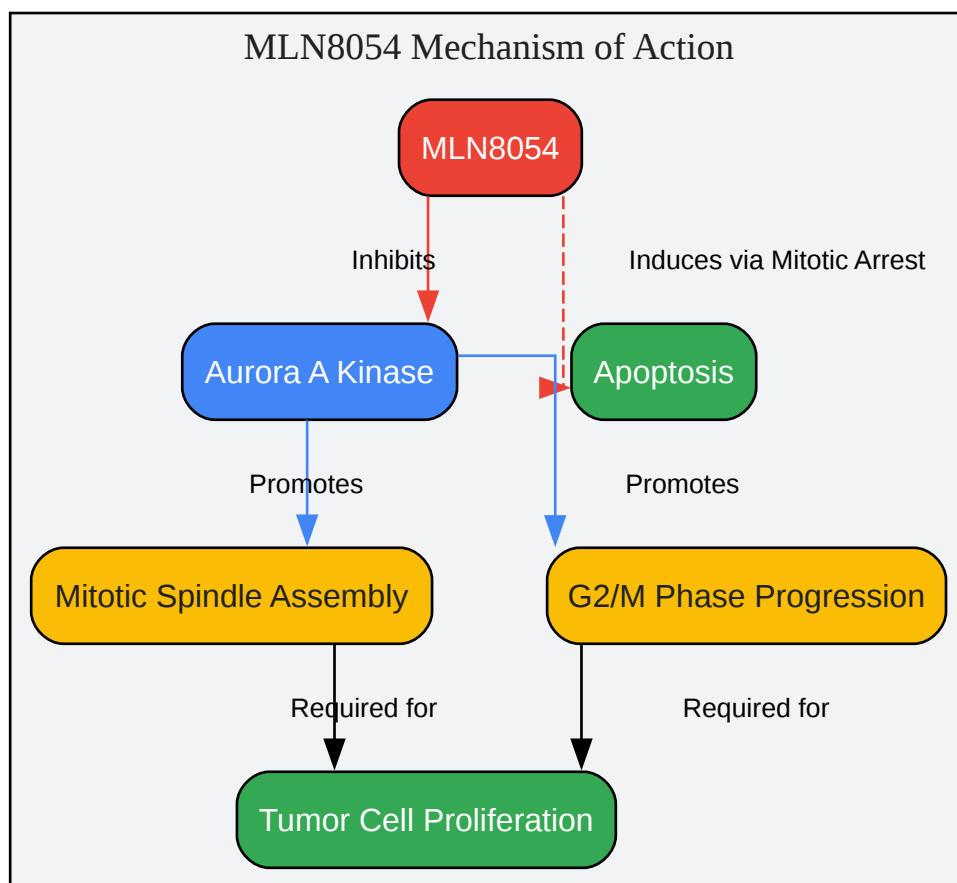 MLN8054 Mechanism of Action
MLN8054
Inhibits
Induces via Mitotic Arrest
Aurora A Kinase
Apoptosis
Promotes
Promotes
Mitotic Spindle Assembly
G2/M Phase Progression
Required for
Required for
Tumor Cell Proliferation